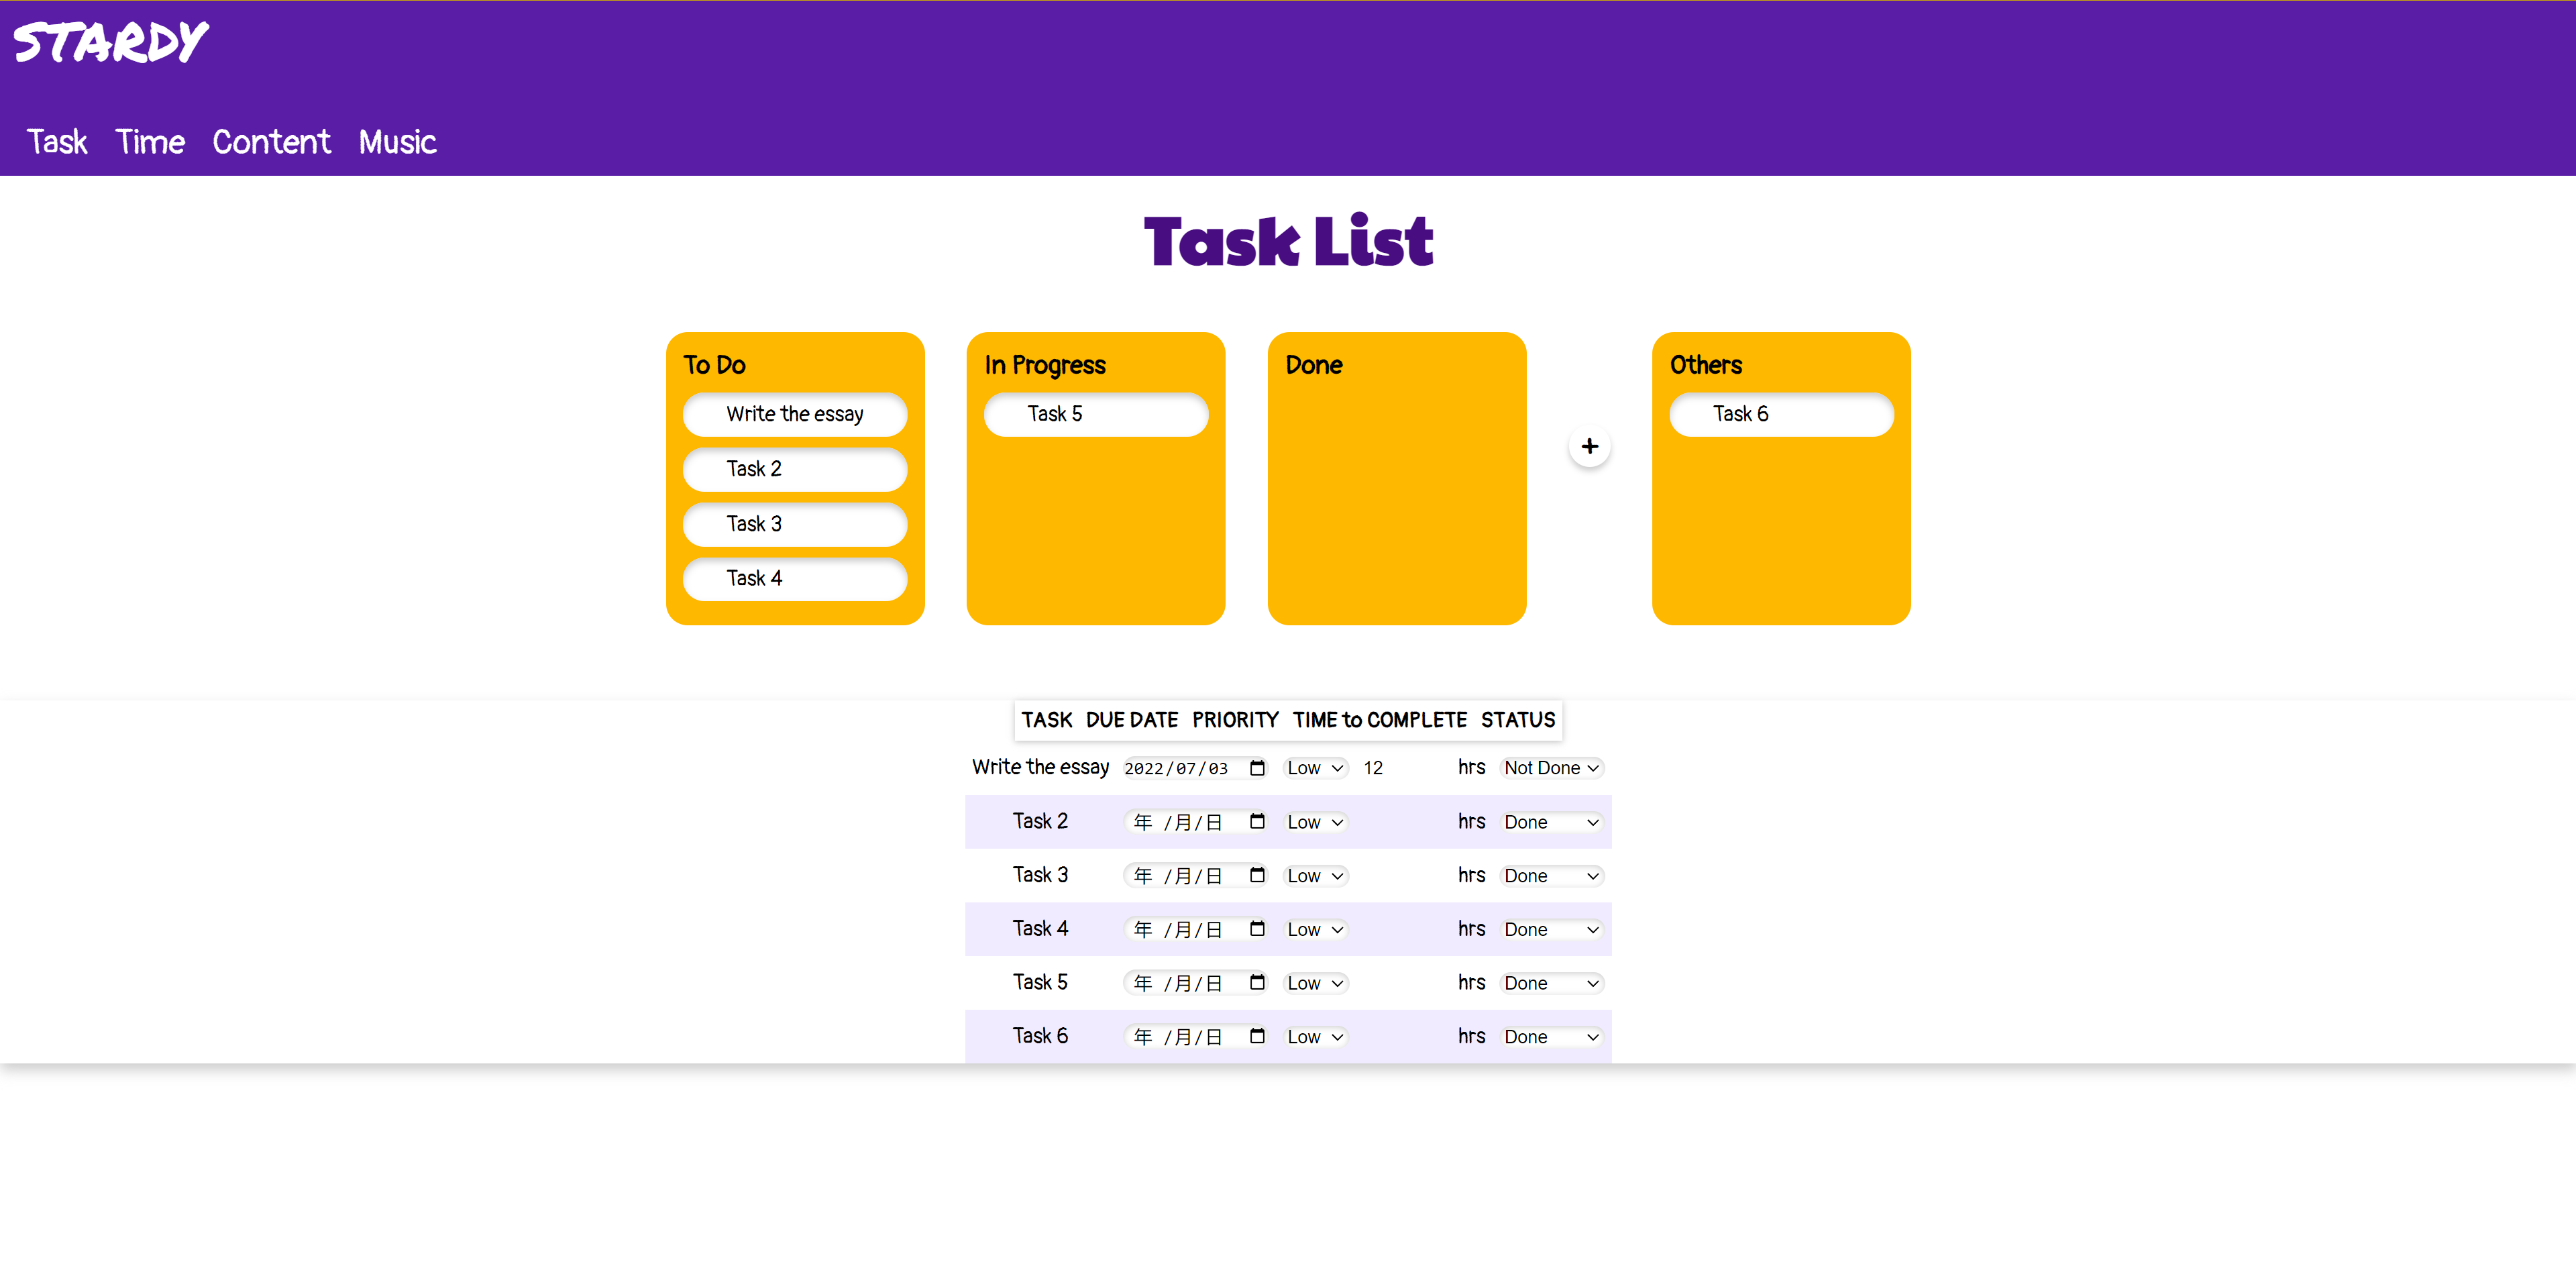 STARDY
Task Time Content Music
Task List
To Do
Write the essay
Task 2
Task 3
Task 4
In Progress
Task 5
Done
+
Others
Task 6
TASK DUE DATE PRIORITY TIME to COMPLETE STATUS
Write the essay 2022/07/03 Low 12 hrs Not Done
Task 2 年 /月/日 Low hrs Done
Task 3 年 /月/日 Low hrs Done
Task 4 年 /月/日 Low hrs Done
Task 5 年 /月/日 Low hrs Done
Task 6 年 /月/日 Low hrs Done